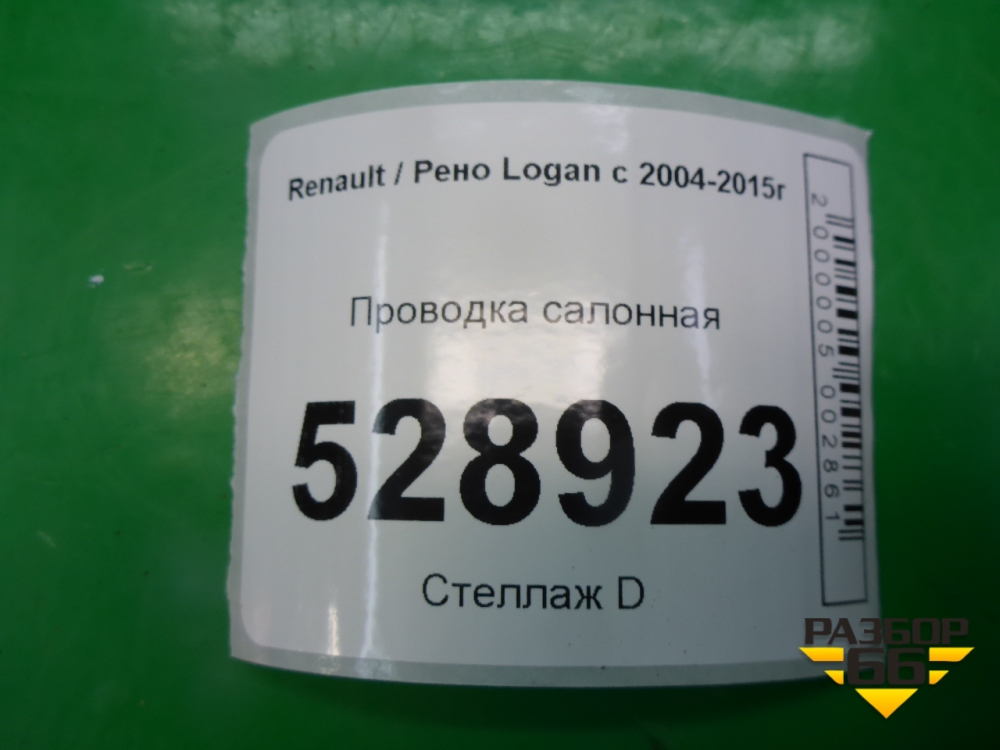 Renault / Рено Logan с 2004-2015г
Проводка салонная
528923
Стеллаж D
2000005002861
РАЗБОР
66